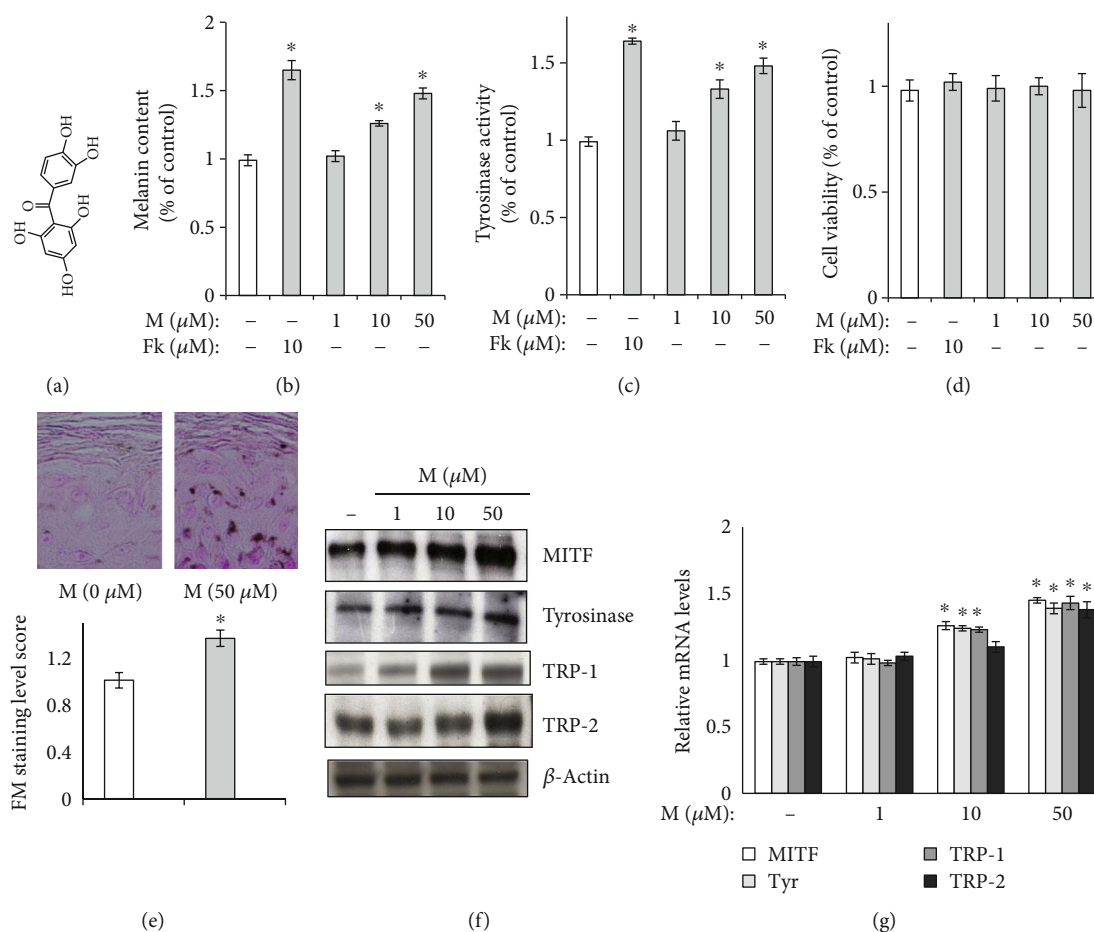 OH
OH
O
OH
OH
HO
(a)
Melanin content
(% of control)
2
1.5
1
0.5
0
*
*
*
M (μM): – – 1 10 50
Fk (μM): – 10 – – –
(b)
Tyrosinase activity
(% of control)
1.5
1
0.5
0
*
*
*
M (μM): – – 1 10 50
Fk (μM): – 10 – – –
(c)
Cell viability (% of control)
1
0
M (μM): – – 1 10 50
Fk (μM): – 10 – – –
(d)
M (0 μM) M (50 μM)
FM staining level score
1.2
0.8
0.4
0
*
(e)
M (μM)
– 1 10 50
MITF
Tyrosinase
TRP-1
TRP-2
β-Actin
(f)
Relative mRNA levels
2
1.5
1
0.5
0
* * *
* * * *
M (μM): – 1 10 50
MITF TRP-1
Tyr TRP-2
(g)